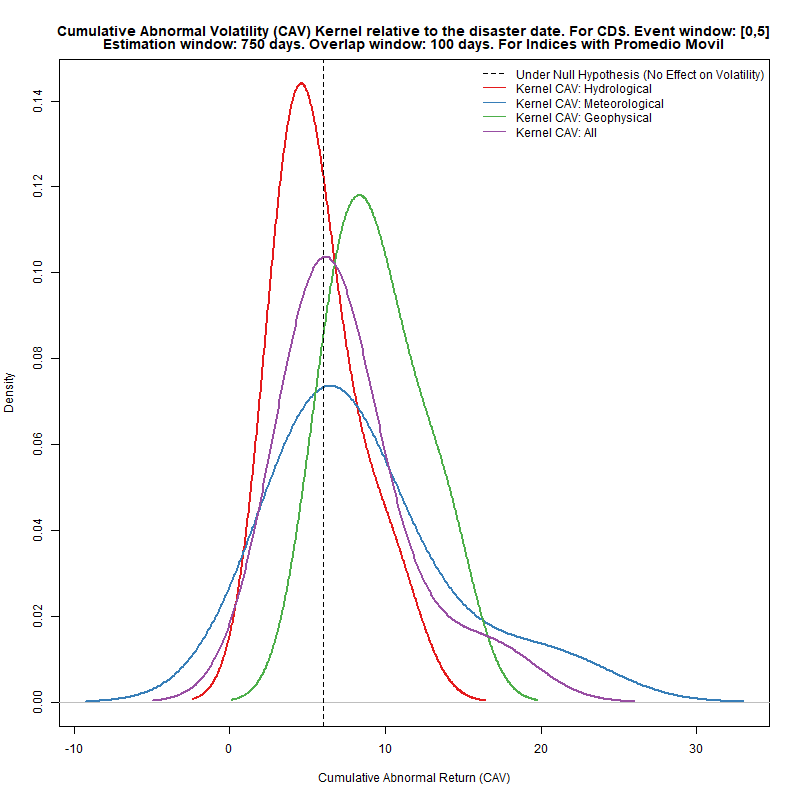 Cumulative Abnormal Volatility (CAV) Kernel relative to the disaster date. For CDS. Event window: [0,5]
Estimation window: 750 days. Overlap window: 100 days. For Indices with Promedio Movil
Under Null Hypothesis (No Effect on Volatility)
Kernel CAV: Hydrological
Kernel CAV: Meteorological
Kernel CAV: Geophysical
Kernel CAV: All
Density
0.14
0.12
0.10
0.08
0.06
0.04
0.02
0.00
-10 0 10 20 30
Cumulative Abnormal Return (CAV)